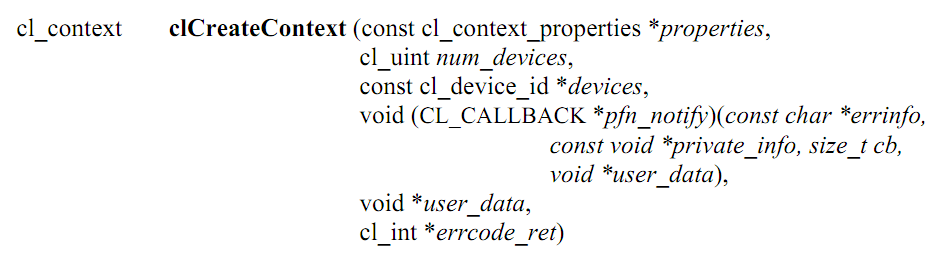 cl_context clCreateContext (const cl_context_properties *properties,
cl_uint num_devices,
const cl_device_id *devices,
void (CL_CALLBACK *pfn_notify)(const char *errinfo,
const void *private_info, size_t cb,
void *user_data),
void *user_data,
cl_int *errcode_ret)